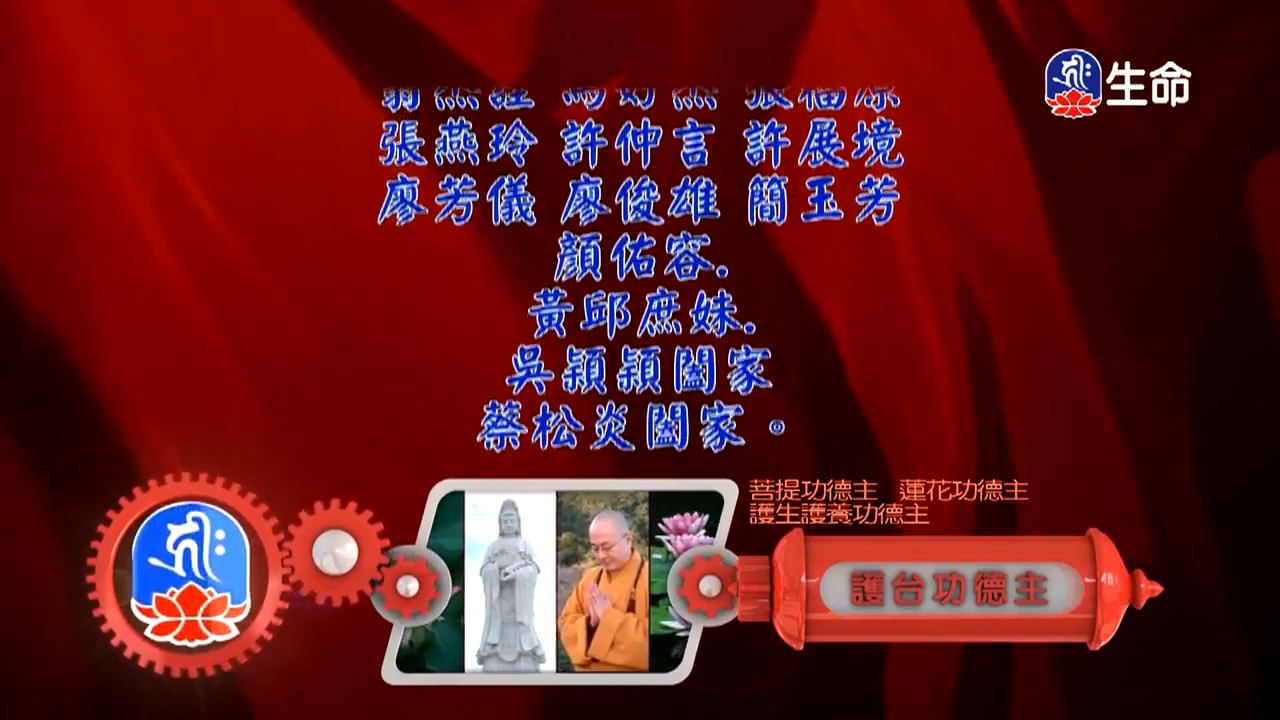 生命
張燕玲 許仲言 許展境
廖芳儀 廖俊雄 簡玉芳
顏佑容.
黃邱庶妹.
吳穎穎闔家
蔡松炎闔家。
菩提功德主 蓮花功德主
護生護養功德主
護台功德主